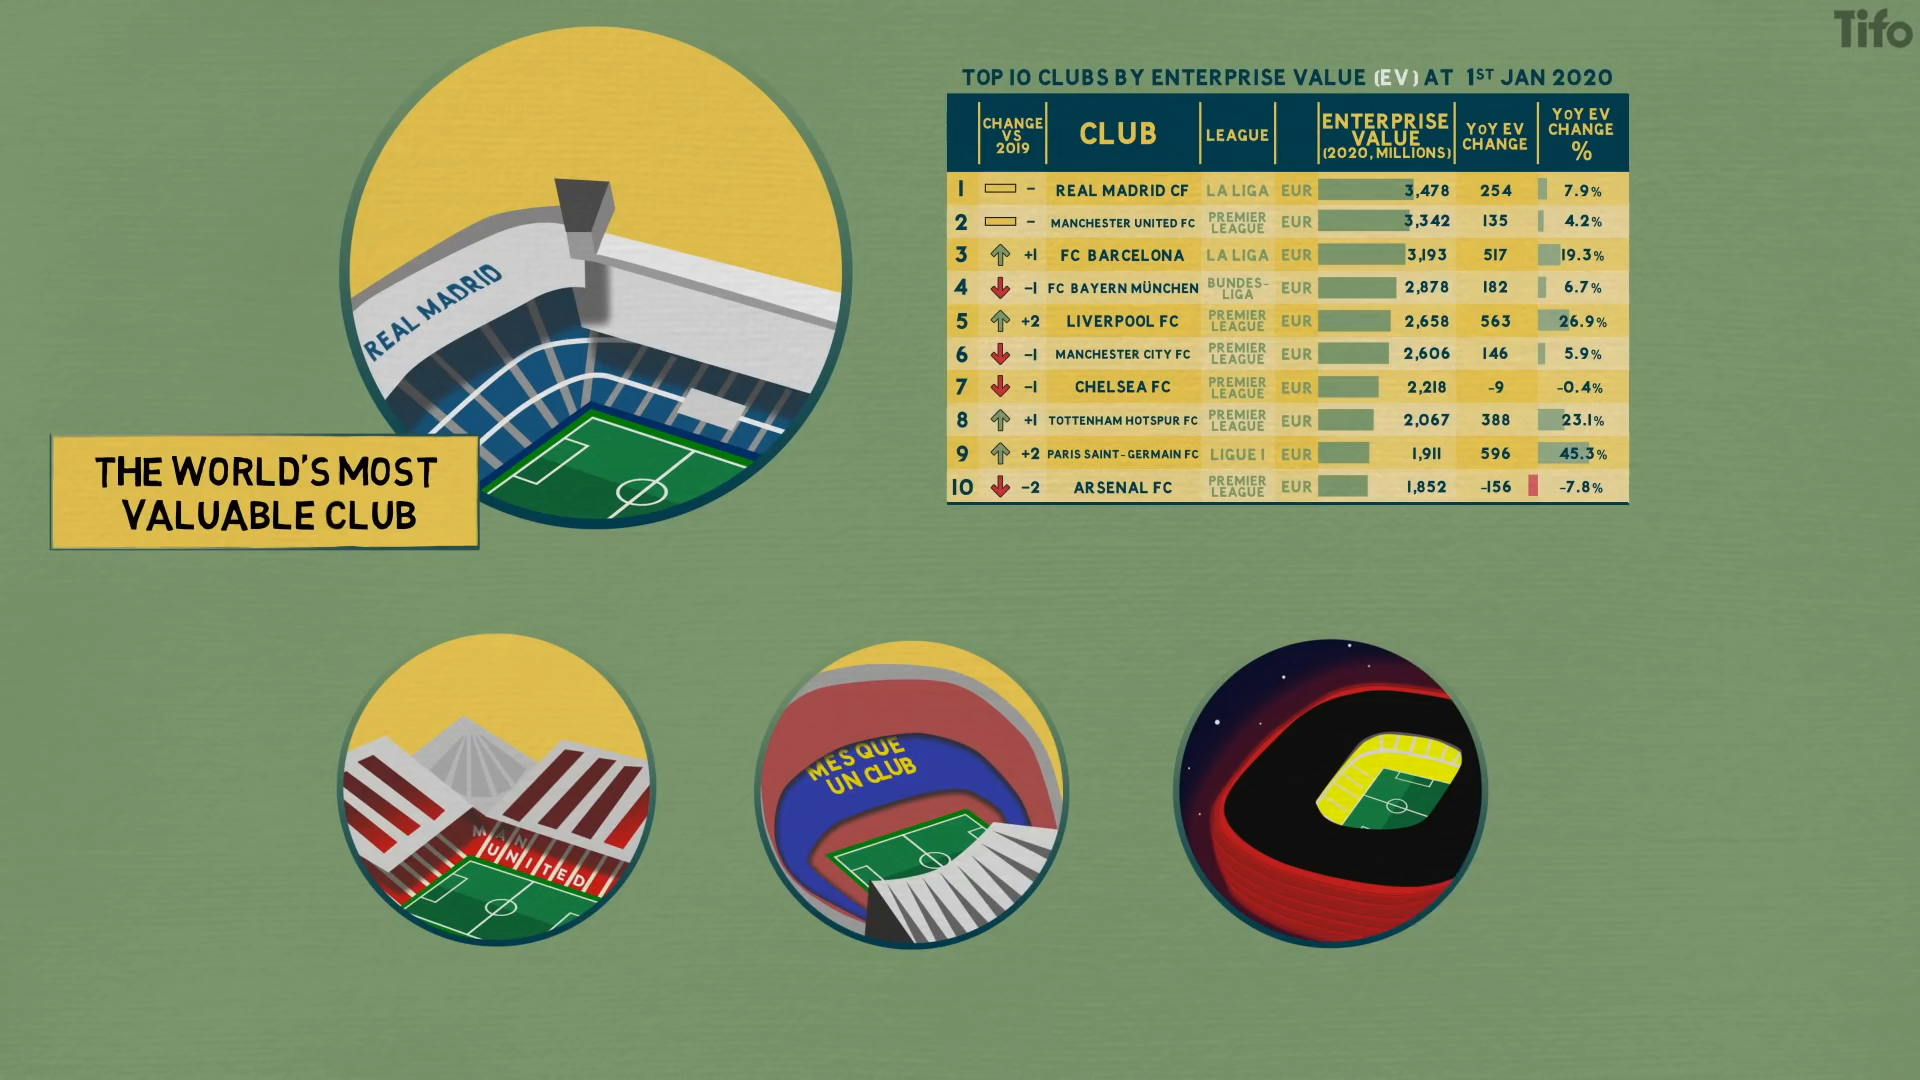 Tifo
TOP 10 CLUBS BY ENTERPRISE VALUE (EV) AT 1ST JAN 2020
CHANGE VS 2019 CLUB LEAGUE ENTERPRISE VALUE (2020, MILLIONS) YoY EV CHANGE YoY EV CHANGE %
1 – REAL MADRID CF LA LIGA EUR 3,478 254 7.9%
2 – MANCHESTER UNITED FC PREMIER LEAGUE EUR 3,342 135 4.2%
3 +1 FC BARCELONA LA LIGA EUR 3,193 517 19.3%
4 -1 FC BAYERN MÜNCHEN BUNDES-LIGA EUR 2,878 182 6.7%
5 +2 LIVERPOOL FC PREMIER LEAGUE EUR 2,658 563 26.9%
6 -1 MANCHESTER CITY FC PREMIER LEAGUE EUR 2,606 146 5.9%
7 -1 CHELSEA FC PREMIER LEAGUE EUR 2,218 -9 -0.4%
8 +1 TOTTENHAM HOTSPUR FC PREMIER LEAGUE EUR 2,067 388 23.1%
9 +2 PARIS SAINT-GERMAIN FC LIGUE 1 EUR 1,911 596 45.3%
10 -2 ARSENAL FC PREMIER LEAGUE EUR 1,852 -156 -7.8%
REAL MADRID
THE WORLD'S MOST
VALUABLE CLUB
MAN
UNITED
MES QUE
UN CLUB